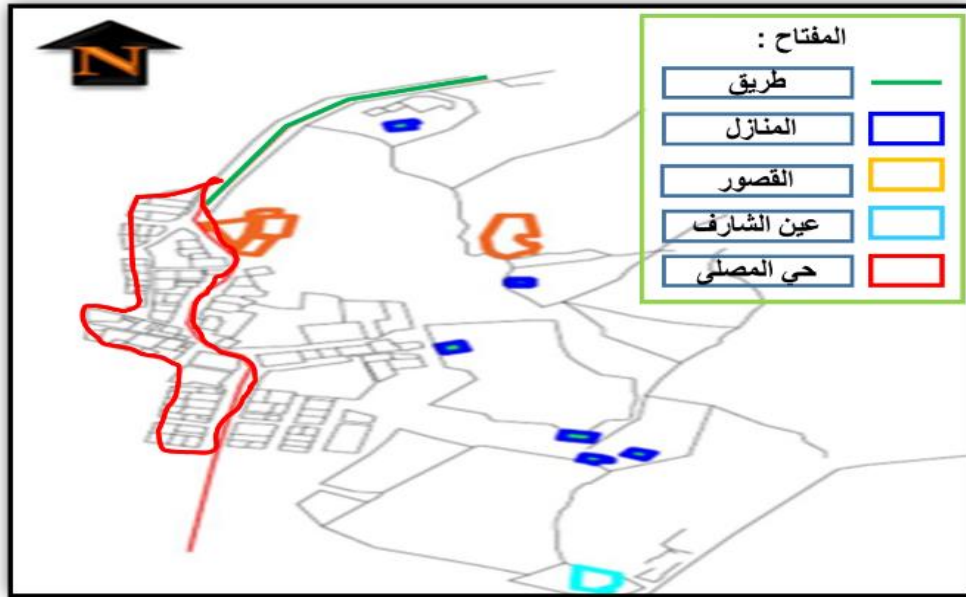 N
المفتاح :
طريق
المنازل
القصور
عين الشارف
حي المصلى